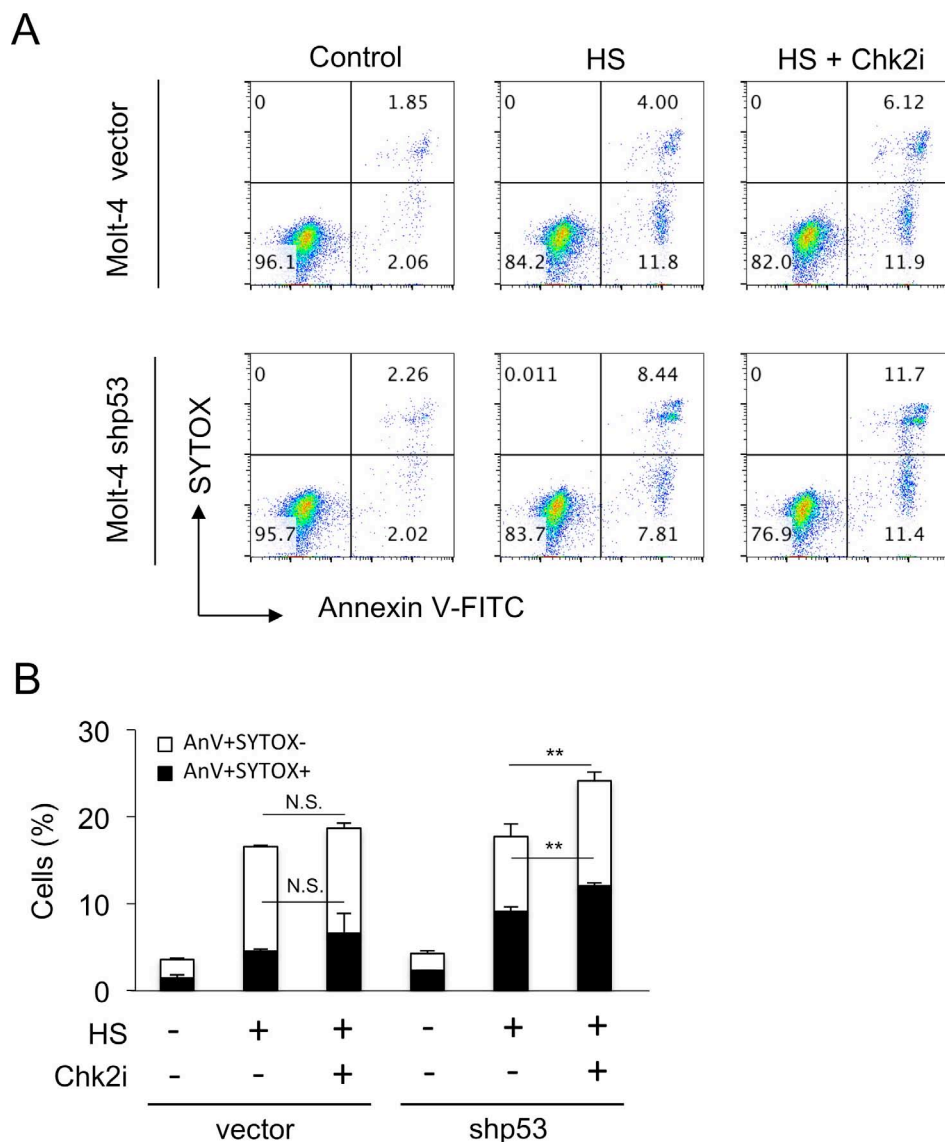 A
Control
HS
HS + Chk2i
Molt-4 vector
0 1.85
96.1 2.06
0 4.00
84.2 11.8
0 6.12
82.0 11.9
Molt-4 shp53
0 2.26
95.7 2.02
0.011 8.44
83.7 7.81
0 11.7
76.9 11.4
SYTOX
Annexin V-FITC
B
Cells (%)
30
20
10
0
AnV+SYTOX-
AnV+SYTOX+
N.S.
N.S.
**
**
HS - + + - + +
Chk2i - - + - - +
vector shp53